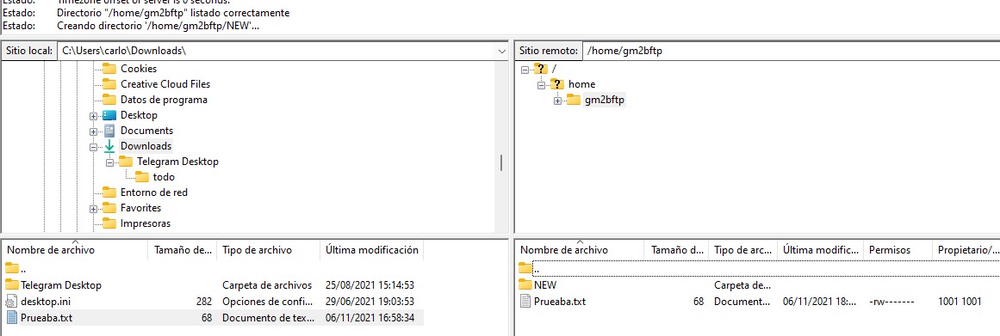 Estado: Timezone offset of server is 0 seconds.
Estado: Directorio "/home/gm2bftp" listado correctamente
Estado: Creando directorio '/home/gm2bftp/NEW'...
Sitio local: C:\Users\carlo\Downloads\
Cookies
Creative Cloud Files
Datos de programa
Desktop
Documents
Downloads
Telegram Desktop
todo
Entorno de red
Favorites
Impresoras
Sitio remoto: /home/gm2bftp
/
home
gm2bftp
Nombre de archivo Tamaño de... Tipo de archivo Última modificación
..
Telegram Desktop Carpeta de archivos 25/08/2021 15:14:53
desktop.ini 282 Opciones de confi... 29/06/2021 19:03:53
Prueaba.txt 68 Documento de tex... 06/11/2021 16:58:34
Nombre de archivo Tamaño d... Tipo de arc... Última modific... Permisos Propietario/...
..
NEW Carpeta de...
Prueaba.txt 68 Document... 06/11/2021 18:... -rw------- 1001 1001